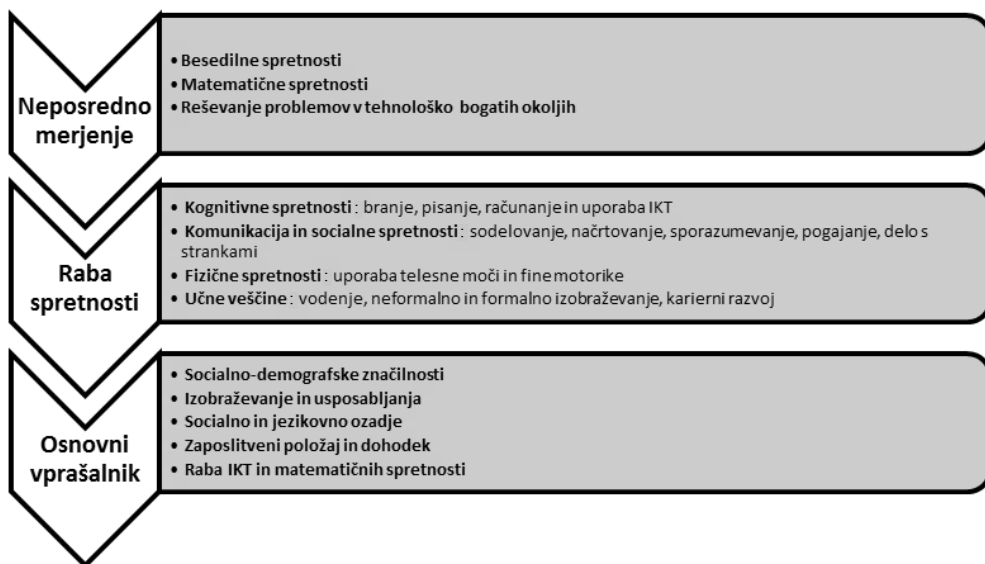 Neposredno
merjenje
• Besedilne spretnosti
• Matematične spretnosti
• Reševanje problemov v tehnološko bogatih okoljih
Raba
spretnosti
• Kognitivne spretnosti : branje, pisanje, računanje in uporaba IKT
• Komunikacija in socialne spretnosti : sodelovanje, načrtovanje, sporazumevanje, pogajanje, delo s
strankami
• Fizične spretnosti : uporaba telesne moči in fine motorike
• Učne veščine : vodenje, neformalno in formalno izobraževanje, karierni razvoj
Osnovni
vprašalnik
• Socialno-demografske značilnosti
• Izobraževanje in usposabljanja
• Socialno in jezikovno ozadje
• Zaposlitveni položaj in dohodek
• Raba IKT in matematičnih spretnosti